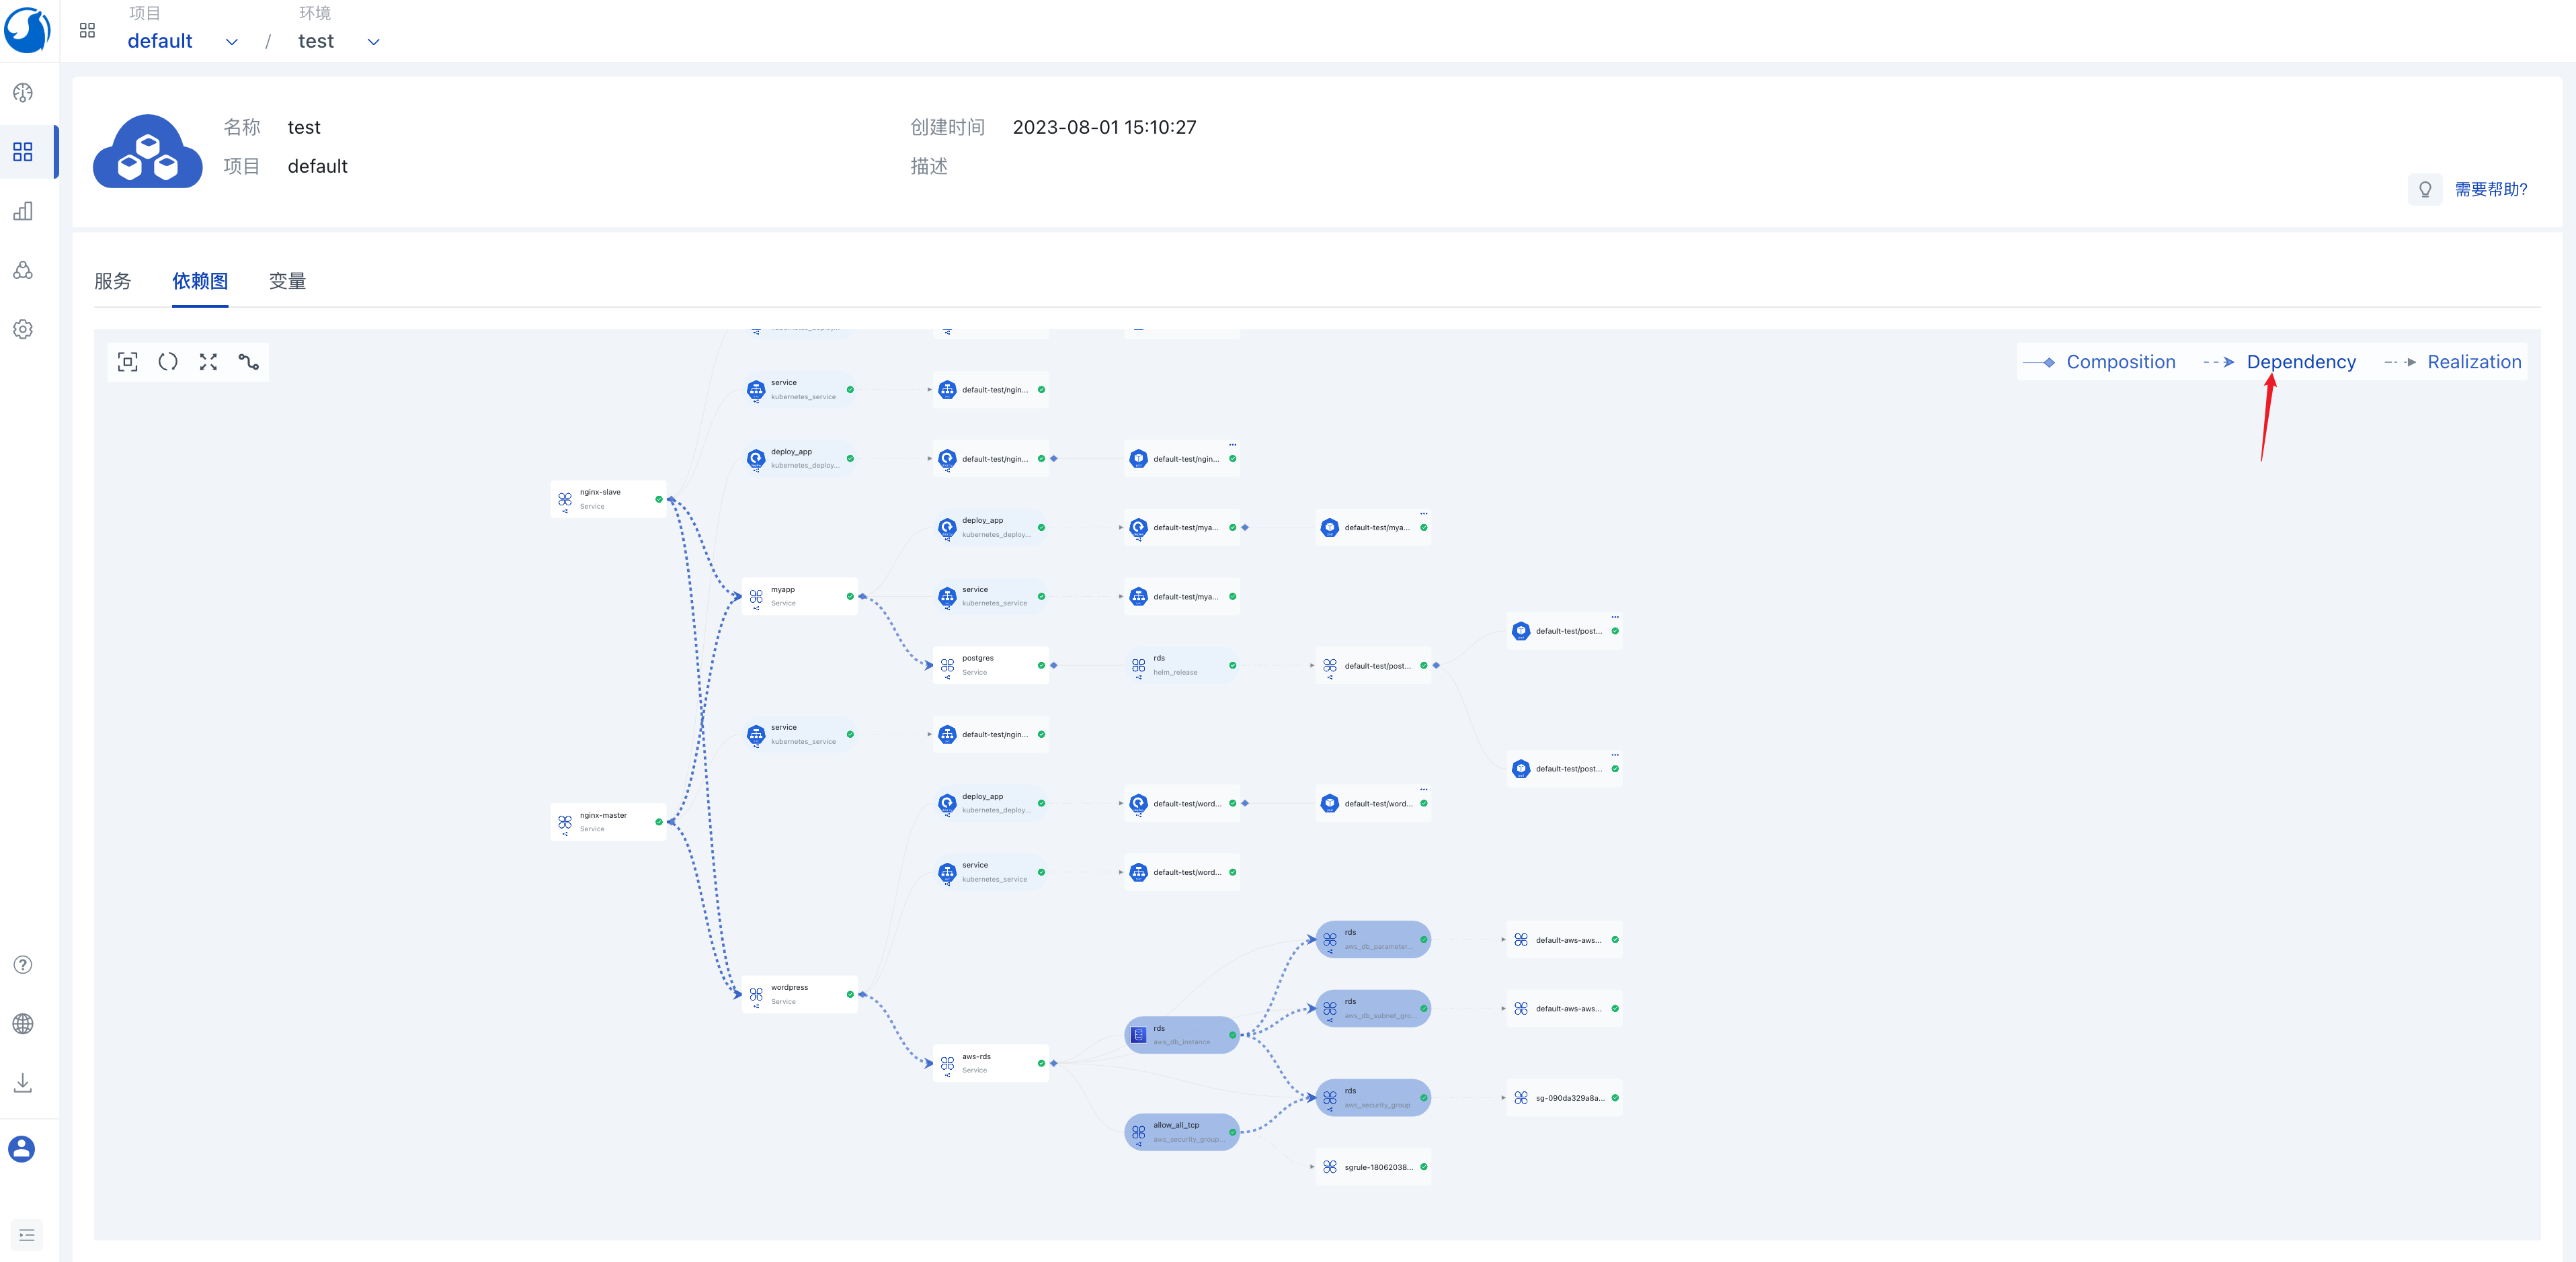 项目
环境
default
/
test
名称
test
创建时间
2023-08-01 15:10:27
项目
default
描述
需要帮助?
服务
依赖图
变量
Composition
Dependency
Realization
service
kubernetes_service
default-test/ngin...
deploy_app
kubernetes_deploy...
default-test/ngin...
default-test/ngin...
nginx-slave
Service
deploy_app
kubernetes_deploy...
default-test/mya...
default-test/mya...
myapp
Service
service
kubernetes_service
default-test/mya...
default-test/post...
postgres
Service
rds
helm_release
default-test/post...
service
kubernetes_service
default-test/ngin...
default-test/post...
nginx-master
Service
deploy_app
kubernetes_deploy...
default-test/word...
default-test/word...
service
kubernetes_service
default-test/word...
rds
aws_db_parameter...
default-aws-aws...
wordpress
Service
rds
aws_db_subnet_gro...
default-aws-aws...
rds
aws_db_instance
aws-rds
Service
rds
aws_security_group
sg-090da329a8a...
allow_all_tcp
aws_security_group...
sgrule-18062038...